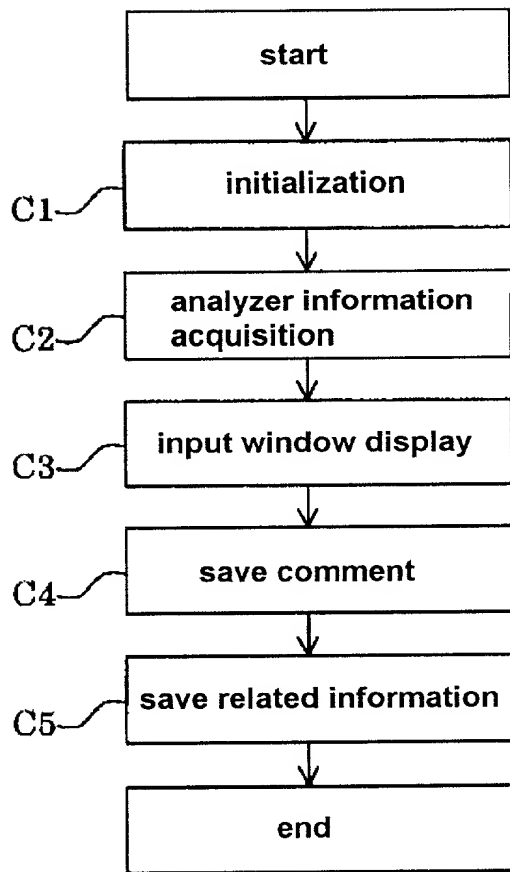 start
C1 initialization
C2 analyzer information
acquisition
C3 input window display
C4 save comment
C5 save related information
end